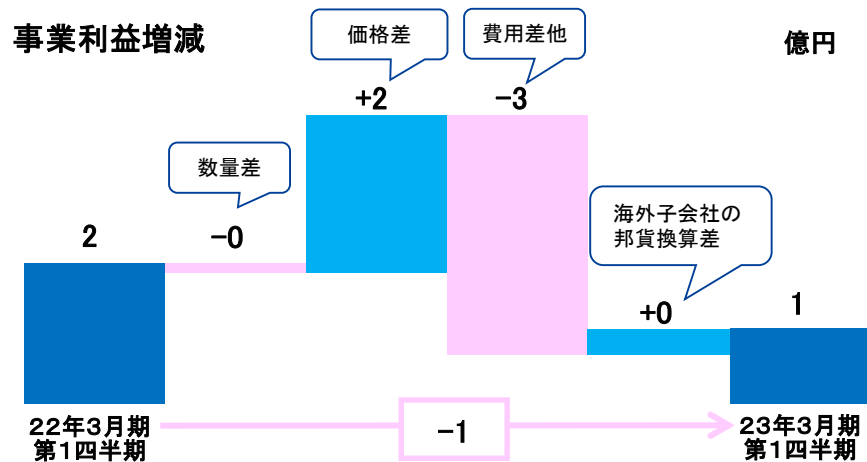 事業利益増減
億円
価格差
費用差他
+2
-3
数量差
2
-0
海外子会社の
邦貨換算差
+0
1
22年3月期
第1四半期
-1
23年3月期
第1四半期